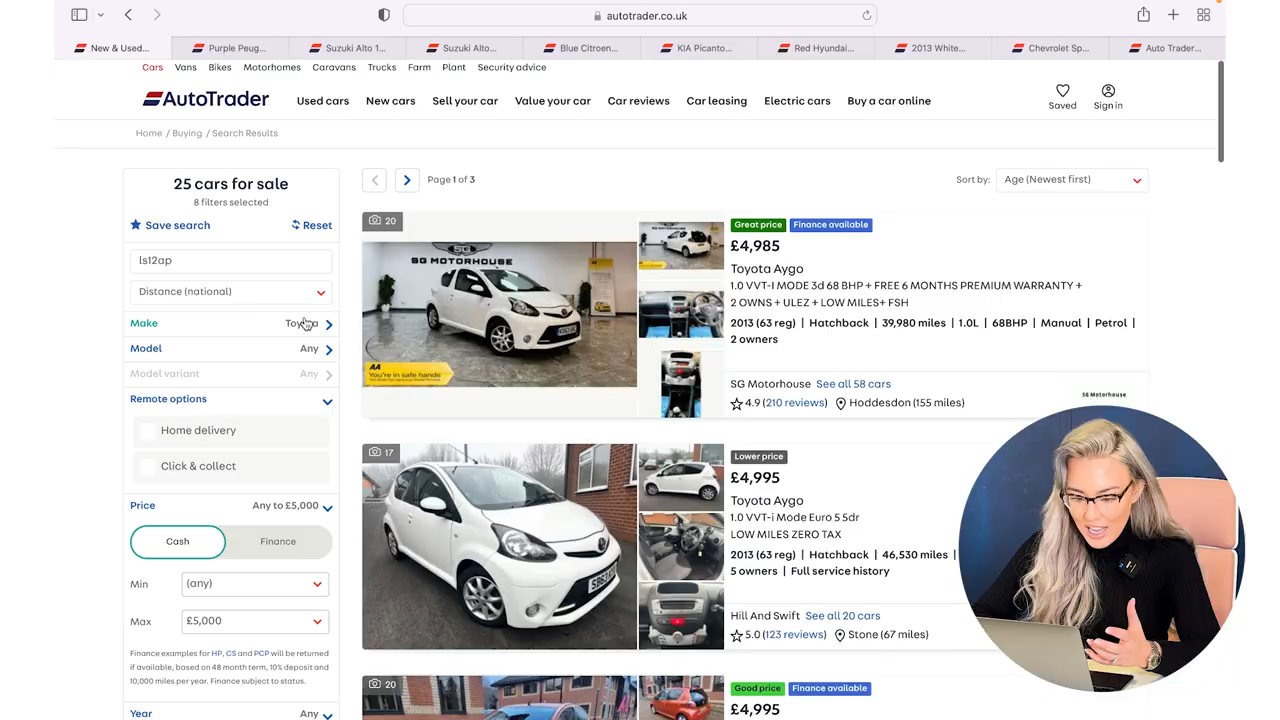 autotrader.co.uk
New & Used...
Purple Peug...
Suzuki Alto 1...
Suzuki Alto...
Blue Citroen...
KIA Picanto...
Red Hyundai...
2013 White...
Chevrolet Sp...
Auto Trader...
Cars Vans Bikes Motorhomes Caravans Trucks Farm Plant Security advice
AutoTrader
Used cars New cars Sell your car Value your car Car reviews Car leasing Electric cars Buy a car online
Saved
Sign in
Home / Buying / Search Results
25 cars for sale
8 filters selected
Save search
Reset
ls12ap
Distance (national)
Make
Model Any
Model variant Any
Remote options
Home delivery
Click & collect
Price Any to £5,000
Cash Finance
Min (any)
Max £5,000
Finance examples for HP, CS and PCP will be returned
if available, based on 48 month term, 10% deposit and
10,000 miles per year. Finance subject to status.
Year Any
Page 1 of 3
Sort by: Age (Newest first)
20
SG MOTORHOUSE
AA
You're in safe hands
Great price Finance available
£4,985
Toyota Aygo
1.0 VVT-I MODE 3d 68 BHP + FREE 6 MONTHS PREMIUM WARRANTY +
2 OWNS + ULEZ + LOW MILES+ FSH
2013 (63 reg) | Hatchback | 39,980 miles | 1.0L | 68BHP | Manual | Petrol |
2 owners
SG Motorhouse See all 58 cars
4.9 (210 reviews) Hoddesdon (155 miles)
SG Motorhouse
17
Lower price
£4,995
Toyota Aygo
1.0 VVT-i Mode Euro 5 5dr
LOW MILES ZERO TAX
2013 (63 reg) | Hatchback | 46,530 miles |
5 owners | Full service history
Hill And Swift See all 20 cars
5.0 (123 reviews) Stone (67 miles)
20
Good price Finance available
£4,995